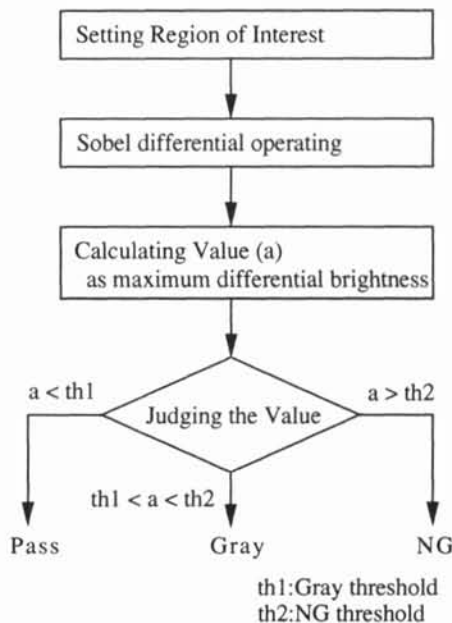 Setting Region of Interest
Sobel differential operating
Calculating Value (a)
as maximum differential brightness
a < th1
a > th2
Judging the Value
th1 < a < th2
Pass
Gray
NG
th1:Gray threshold
th2:NG threshold